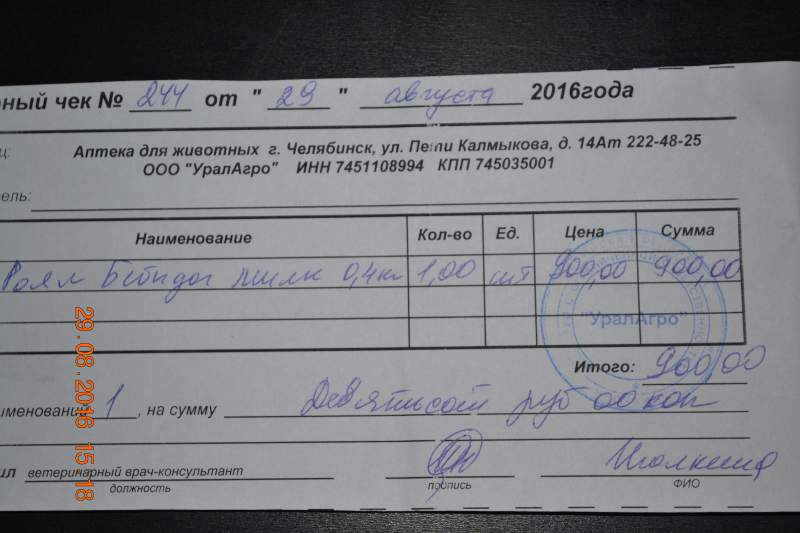 ный чек № 244 от "29" августа 2016года
Аптека для животных г. Челябинск, ул. Пети Калмыкова, д. 14Ат 222-48-25
ООО "УралАгро" ИНН 7451108994 КПП 745035001
ель:
Наименование Кол-во Ед. Цена Сумма
Роял Бебидог милк 0,4кг 1,00 шт 900,00 900,00
"УралАгро"
Итого: 900,00
именований 1, на сумму Девятьсот руб 00 коп
ил ветеринарный врач-консультант
должность подпись ФИО
29.08.2016 15:18